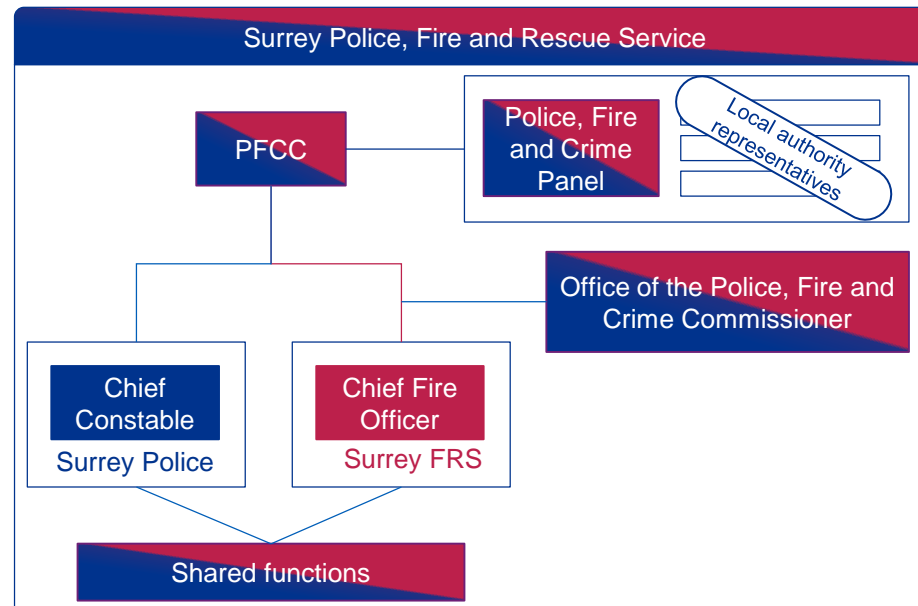 Surrey Police, Fire and Rescue Service
PFCC
Police, Fire
and Crime
Panel
Local authority
representatives
Office of the Police, Fire and
Crime Commissioner
Chief
Constable
Surrey Police
Chief Fire
Officer
Surrey FRS
Shared functions